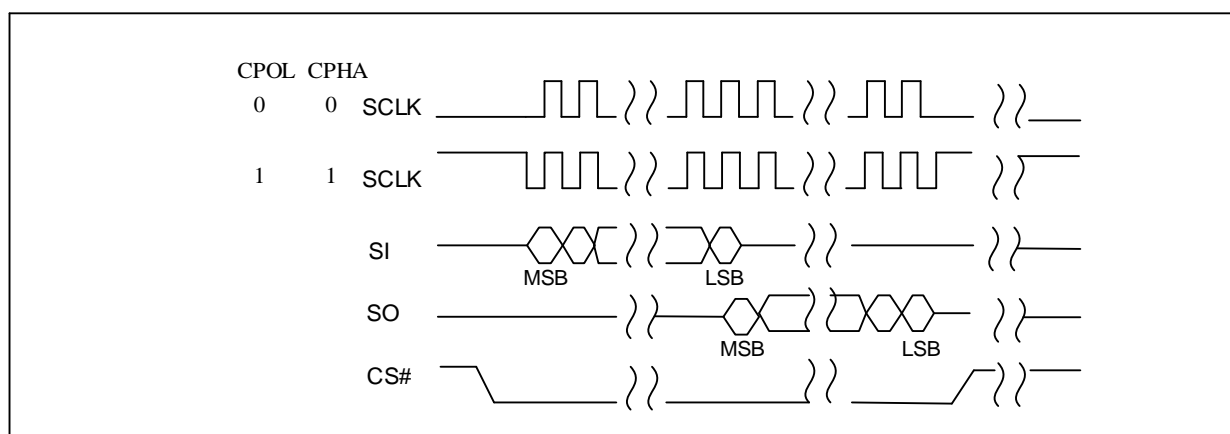 CPOL CPHA
0 0 SCLK
1 1 SCLK
SI
MSB LSB
SO
MSB LSB
CS#